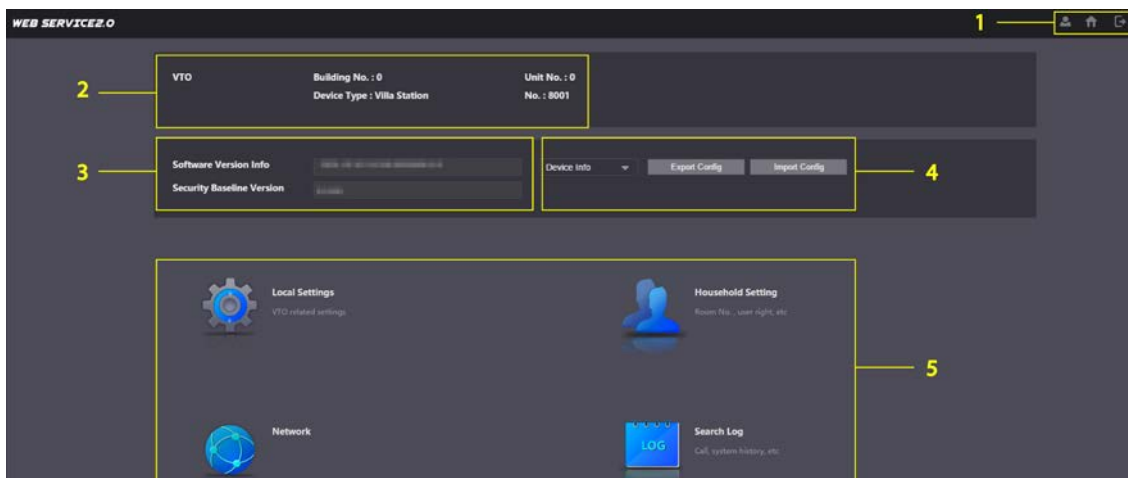 WEB SERVICE2.0
1
2
VTO Building No. : 0 Unit No. : 0
Device Type : Villa Station No. : 8001
3
Software Version Info
Security Baseline Version
Device Info Export Config Import Config
4
Local Settings
VTO related settings
Household Setting
Room No., user right, etc
5
Network
Search Log
LOG
Call, system history, etc